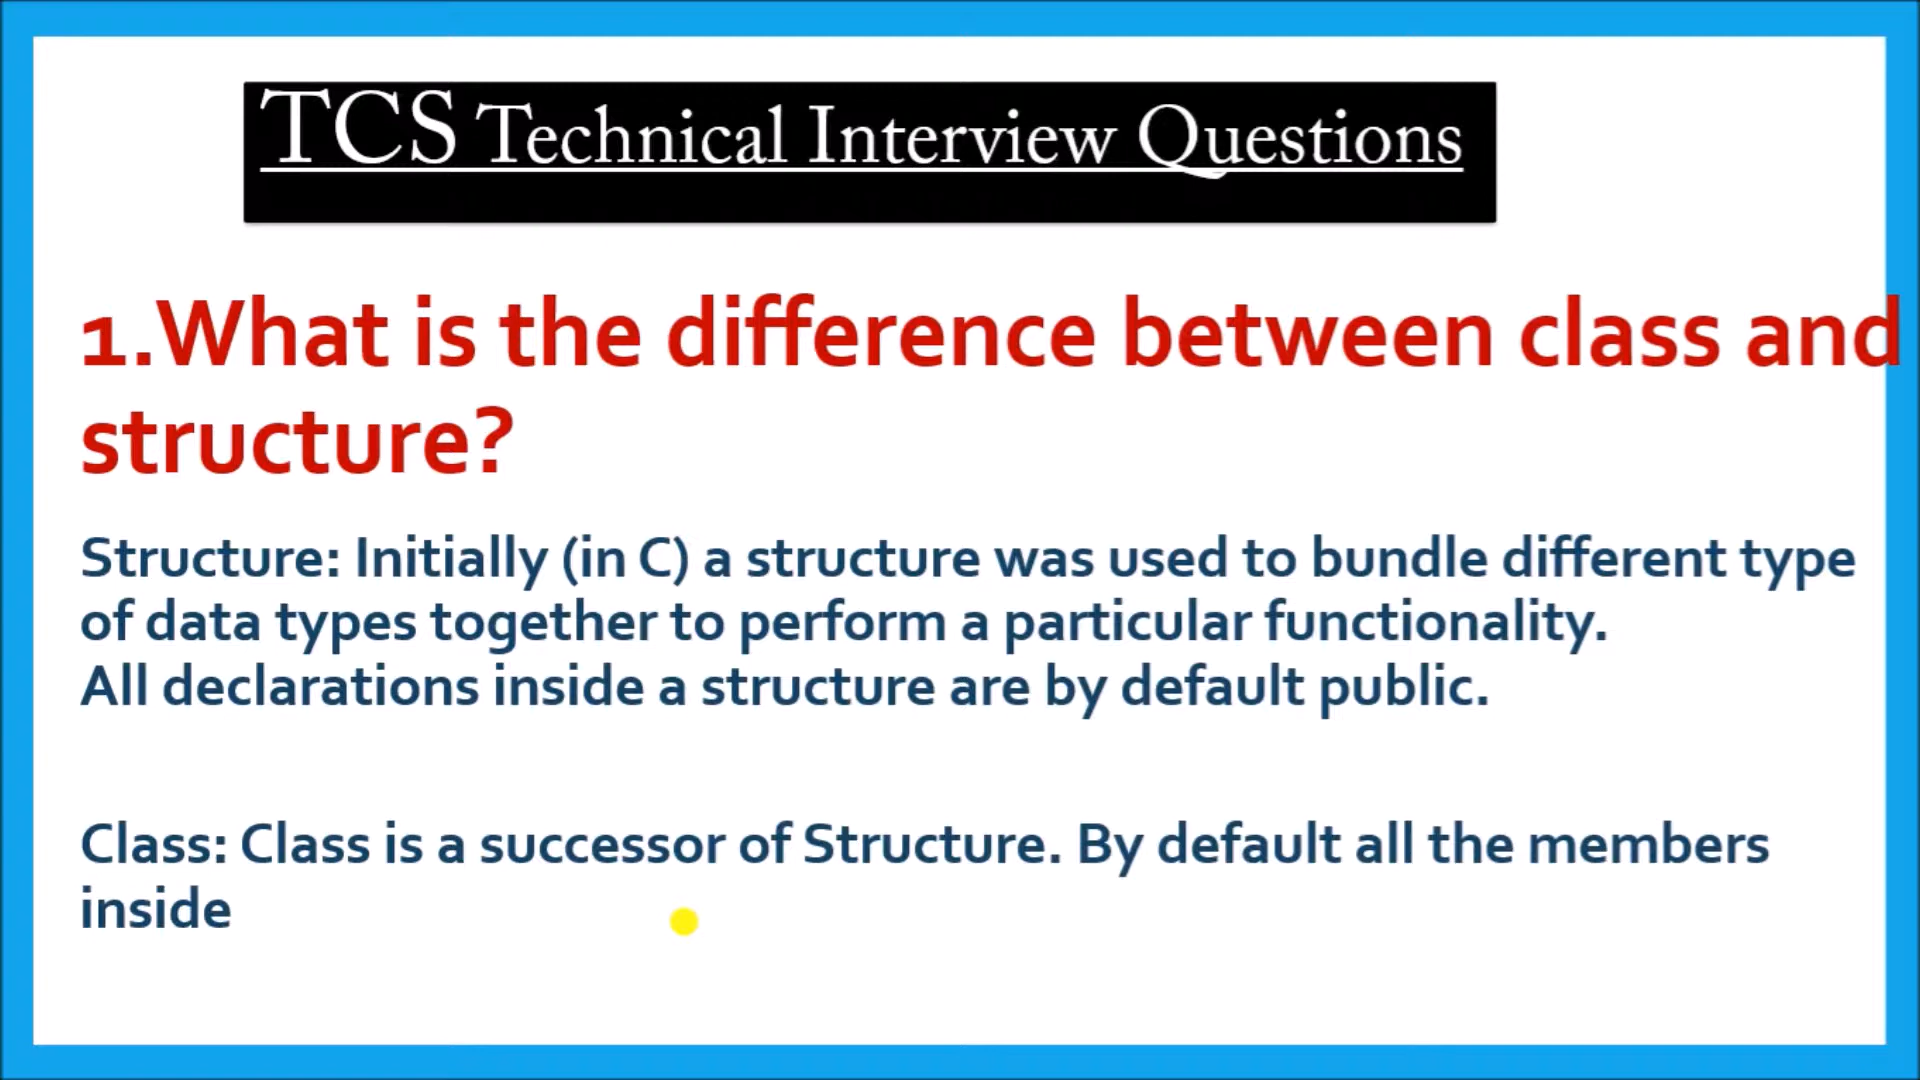 TCS Technical Interview Questions
1.What is the difference between class and
structure?
Structure: Initially (in C) a structure was used to bundle different type
of data types together to perform a particular functionality.
All declarations inside a structure are by default public.
Class: Class is a successor of Structure. By default all the members
inside